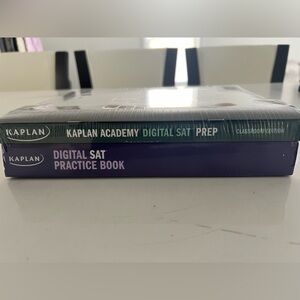 KAPLAN KAPLAN ACADEMY DIGITAL SAT PREP CLASSROOM EDITION
KAPLAN DIGITAL SAT
PRACTICE BOOK